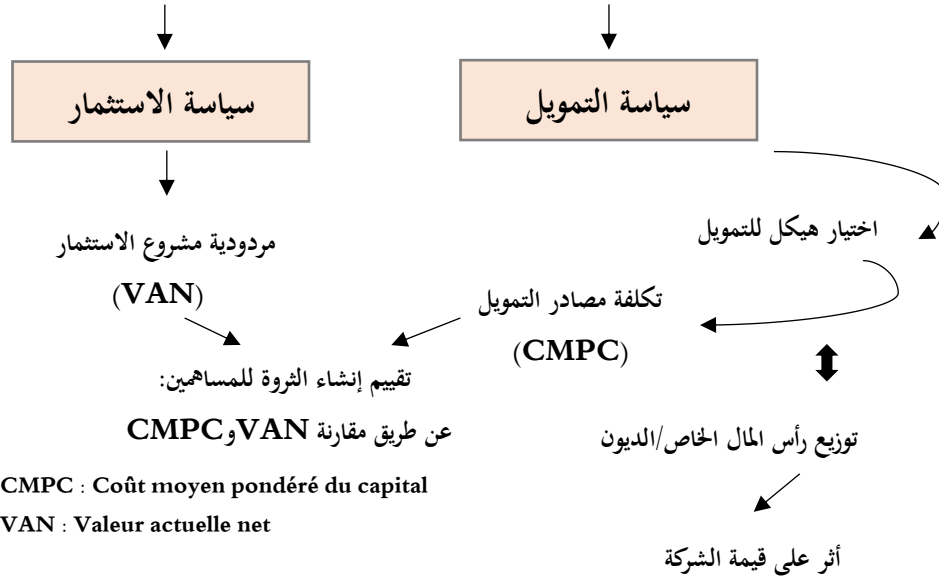 سياسة التمويل
سياسة الاستثمار
اختيار هيكل للتمويل
مردودية مشروع الاستثمار
(VAN)
تكلفة مصادر التمويل
(CMPC)
تقييم إنشاء الثروة للمساهمين:
عن طريق مقارنة VAN وCMPC
توزيع رأس المال الخاص/الديون
أثر على قيمة الشركة
CMPC : Coût moyen pondéré du capital
VAN : Valeur actuelle net